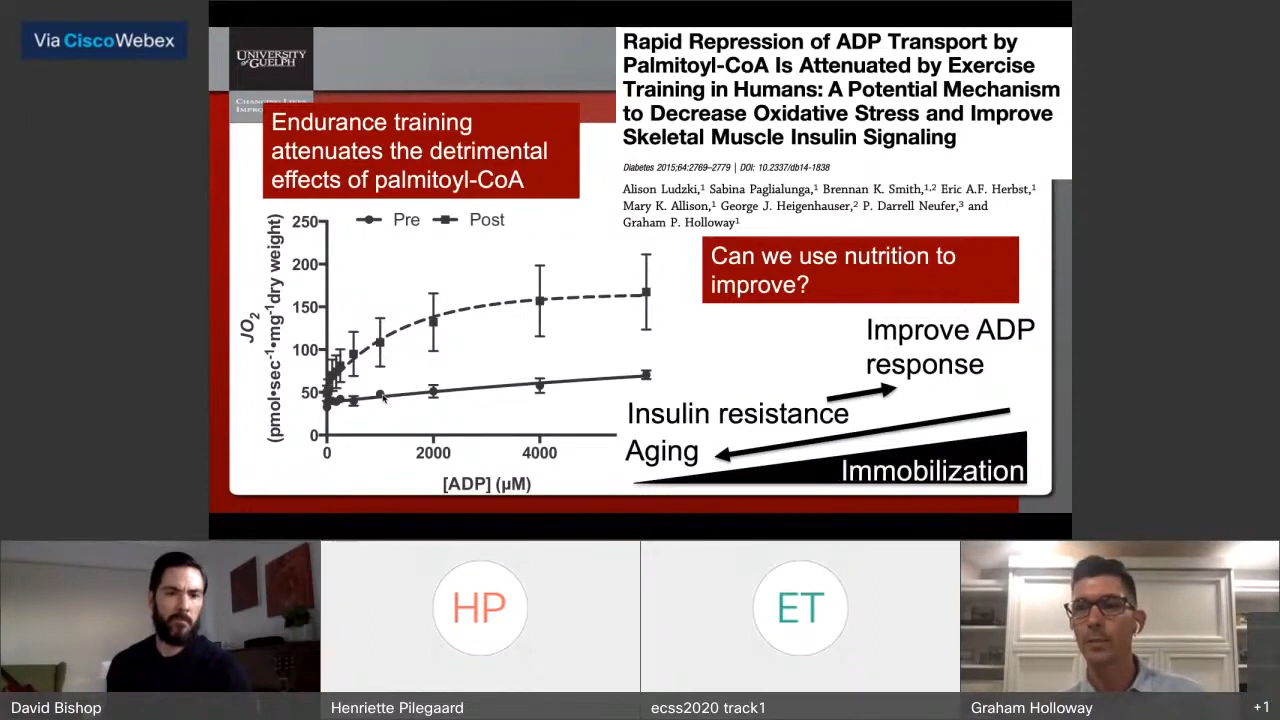 Via Cisco Webex
UNIVERSITY
of GUELPH
Rapid Repression of ADP Transport by
Palmitoyl-CoA Is Attenuated by Exercise
Training in Humans: A Potential Mechanism
to Decrease Oxidative Stress and Improve
Skeletal Muscle Insulin Signaling
Diabetes 2015;64:2769–2779 | DOI: 10.2337/db14-1838
Alison Ludzki,¹ Sabina Paglialunga,¹ Brennan K. Smith,¹,² Eric A.F. Herbst,¹
Mary K. Allison,¹ George J. Heigenhauser,² P. Darrell Neufer,³ and
Graham P. Holloway¹
Endurance training
attenuates the detrimental
effects of palmitoyl-CoA
Pre
Post
JO₂
(pmol•sec⁻¹•mg⁻¹dry weight)
250
200
150
100
50
0
0
2000
4000
[ADP] (µM)
Can we use nutrition to
improve?
Improve ADP
response
Insulin resistance
Aging
Immobilization
HP
ET
David Bishop
Henriette Pilegaard
ecss2020 track1
Graham Holloway
+1